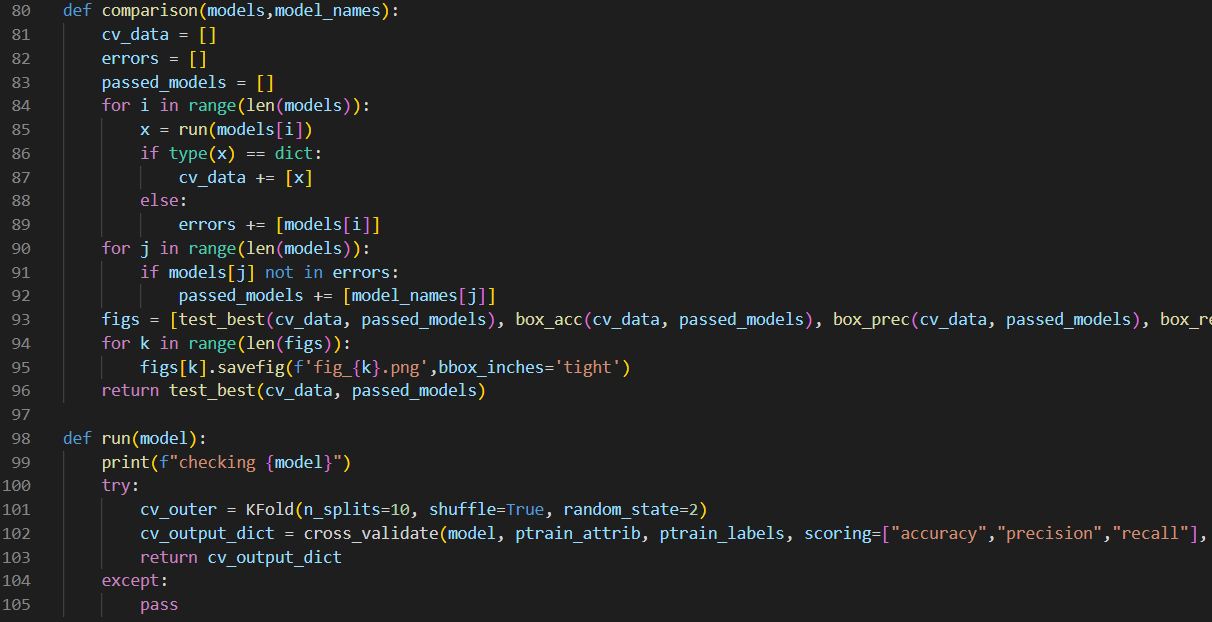 80 def comparison(models,model_names):
81     cv_data = []
82     errors = []
83     passed_models = []
84     for i in range(len(models)):
85         x = run(models[i])
86         if type(x) == dict:
87             cv_data += [x]
88         else:
89             errors += [models[i]]
90     for j in range(len(models)):
91         if models[j] not in errors:
92             passed_models += [model_names[j]]
93     figs = [test_best(cv_data, passed_models), box_acc(cv_data, passed_models), box_prec(cv_data, passed_models), box_re
94     for k in range(len(figs)):
95         figs[k].savefig(f'fig_{k}.png',bbox_inches='tight')
96     return test_best(cv_data, passed_models)
97
98 def run(model):
99     print(f"checking {model}")
100     try:
101         cv_outer = KFold(n_splits=10, shuffle=True, random_state=2)
102         cv_output_dict = cross_validate(model, ptrain_attrib, ptrain_labels, scoring=["accuracy","precision","recall"],
103         return cv_output_dict
104     except:
105         pass